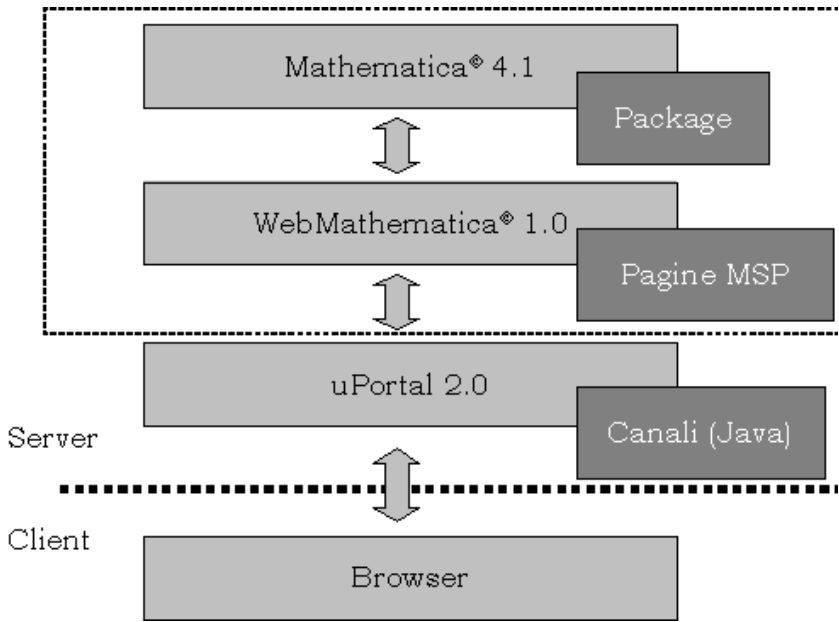 Mathematica® 4.1
Package
WebMathematica® 1.0
Pagine MSP
uPortal 2.0
Canali (Java)
Server
Client
Browser